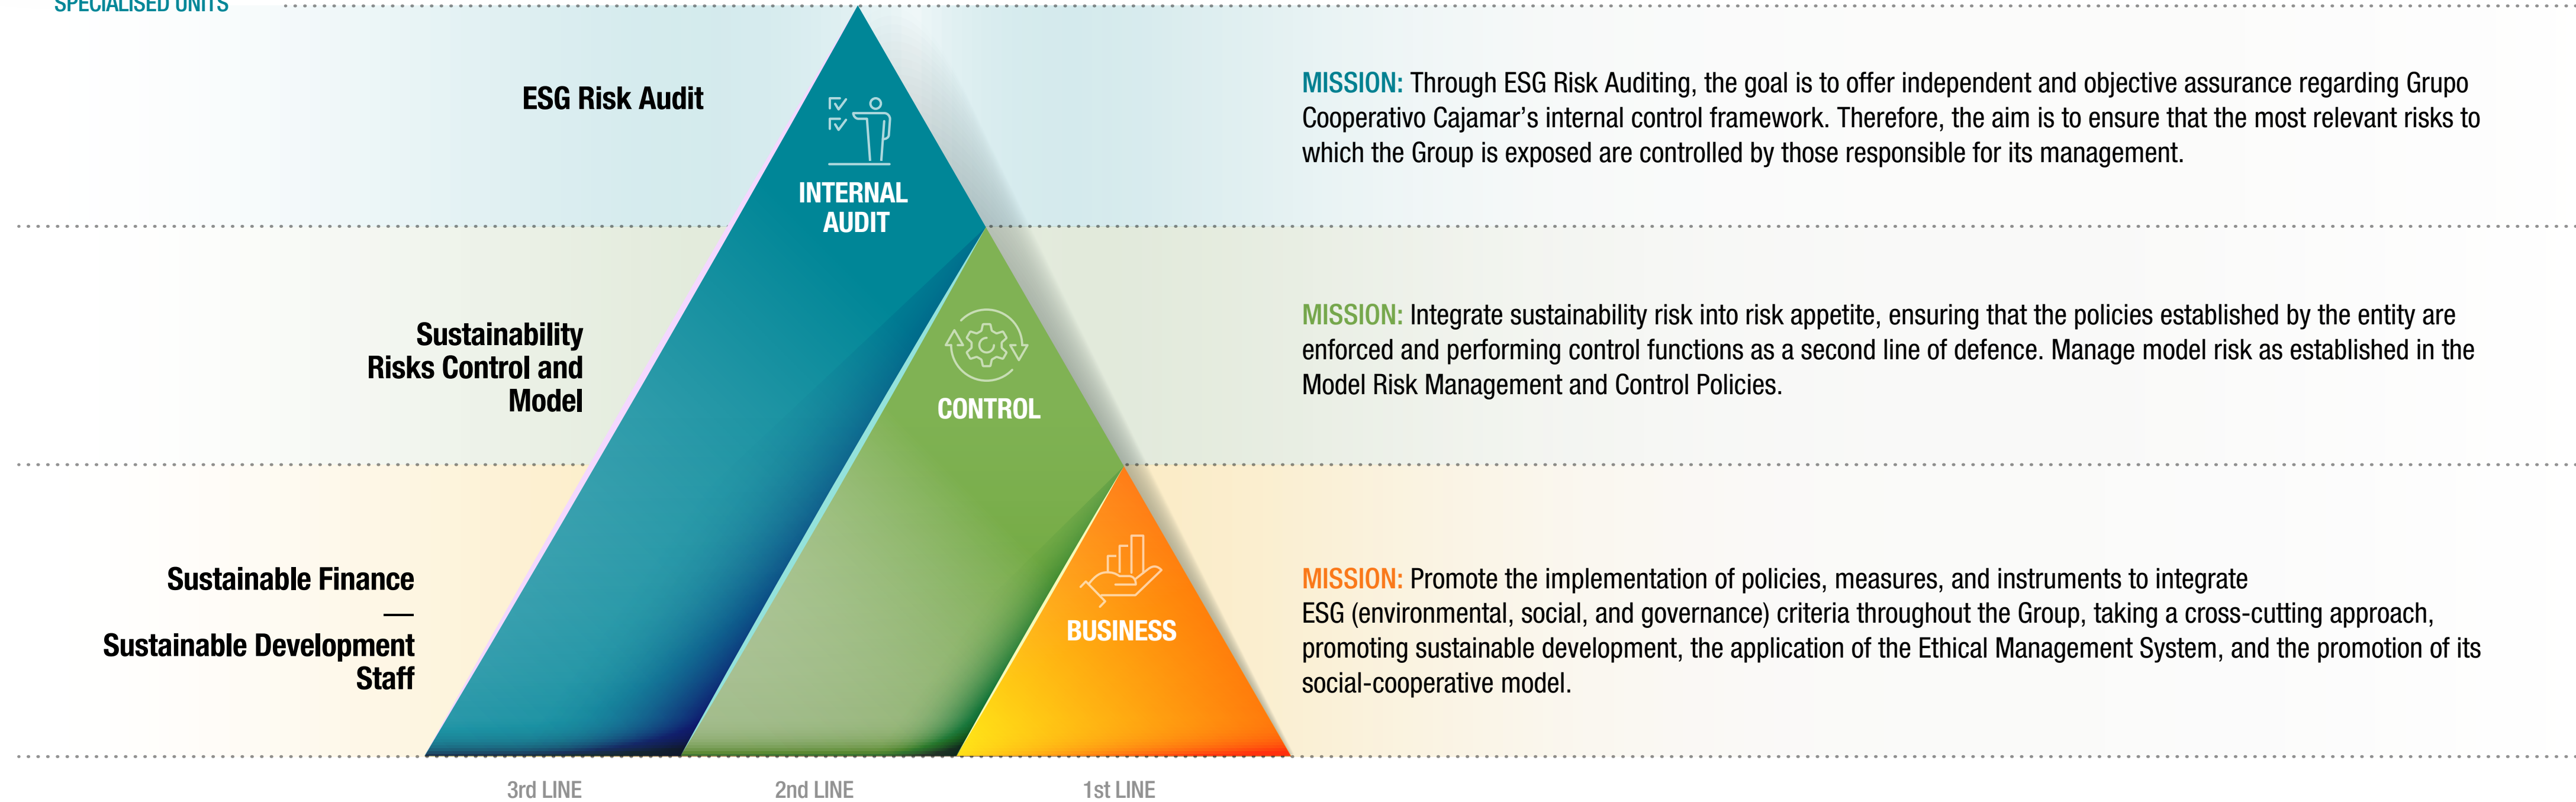 SPECIALISED UNITS
ESG Risk Audit
INTERNAL
AUDIT
MISSION: Through ESG Risk Auditing, the goal is to offer independent and objective assurance regarding Grupo
Cooperativo Cajamar’s internal control framework. Therefore, the aim is to ensure that the most relevant risks to
which the Group is exposed are controlled by those responsible for its management.
Sustainability
Risks Control and
Model
CONTROL
MISSION: Integrate sustainability risk into risk appetite, ensuring that the policies established by the entity are
enforced and performing control functions as a second line of defence. Manage model risk as established in the
Model Risk Management and Control Policies.
Sustainable Finance
—
Sustainable Development
Staff
BUSINESS
MISSION: Promote the implementation of policies, measures, and instruments to integrate
ESG (environmental, social, and governance) criteria throughout the Group, taking a cross-cutting approach,
promoting sustainable development, the application of the Ethical Management System, and the promotion of its
social-cooperative model.
3rd LINE
2nd LINE
1st LINE